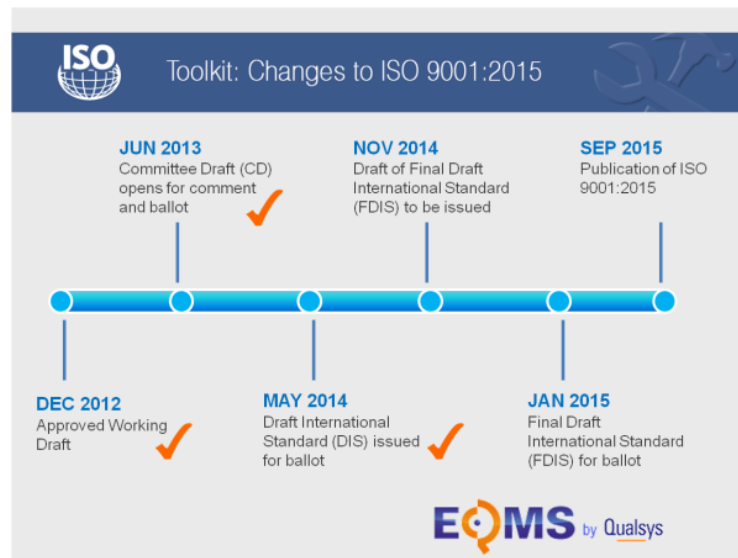 ISO
Toolkit: Changes to ISO 9001:2015
JUN 2013
Committee Draft (CD)
opens for comment
and ballot
NOV 2014
Draft of Final Draft
International Standard
(FDIS) to be issued
SEP 2015
Publication of ISO
9001:2015
DEC 2012
Approved Working
Draft
MAY 2014
Draft International
Standard (DIS) issued
for ballot
JAN 2015
Final Draft
International Standard
(FDIS) for ballot
EQMS by Qualsys